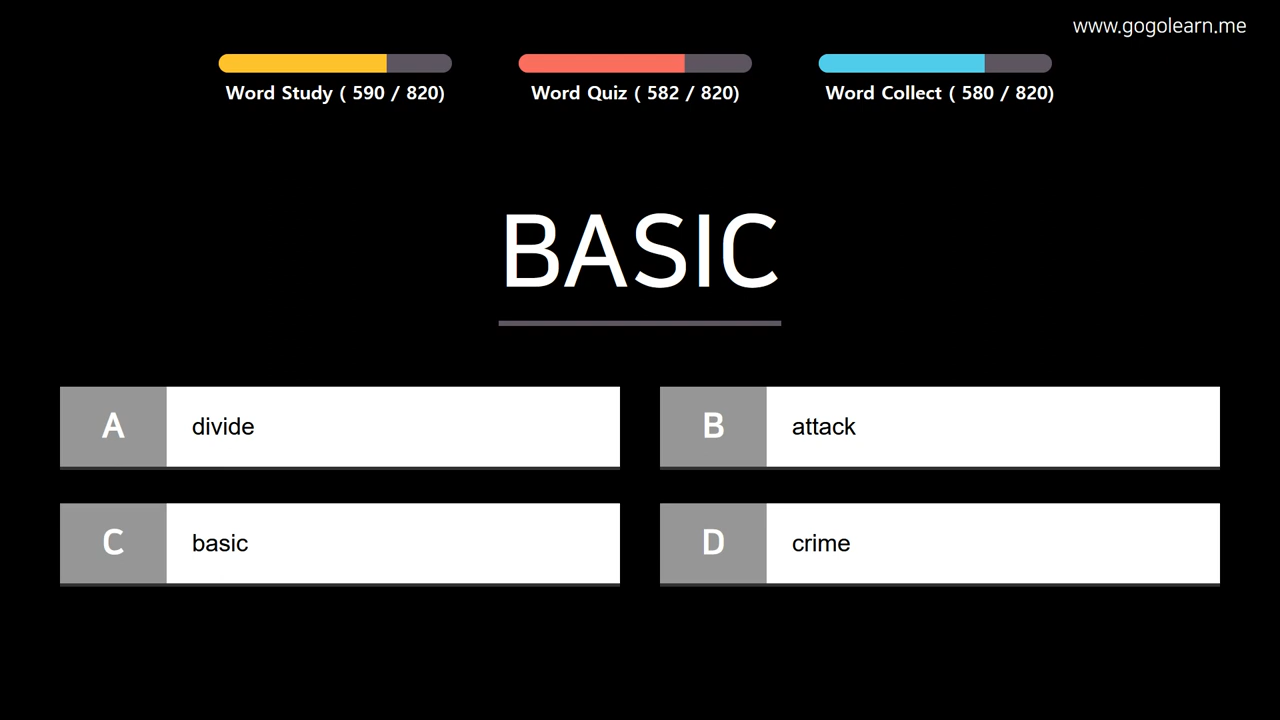 www.gogolearn.me
Word Study ( 590 / 820)
Word Quiz ( 582 / 820)
Word Collect ( 580 / 820)
BASIC
A divide
B attack
C basic
D crime